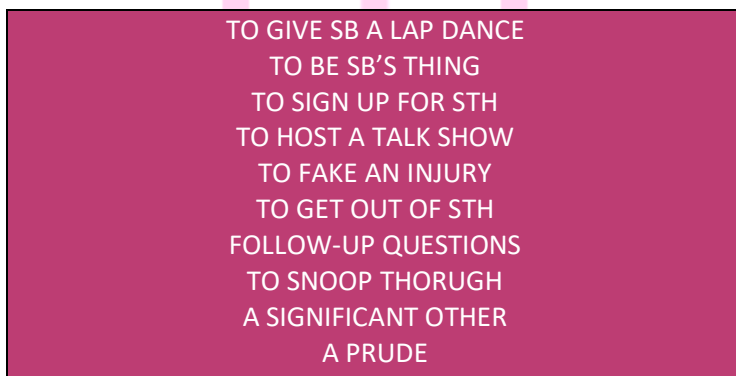 TO GIVE SB A LAP DANCE
TO BE SB’S THING
TO SIGN UP FOR STH
TO HOST A TALK SHOW
TO FAKE AN INJURY
TO GET OUT OF STH
FOLLOW-UP QUESTIONS
TO SNOOP THORUGH
A SIGNIFICANT OTHER
A PRUDE